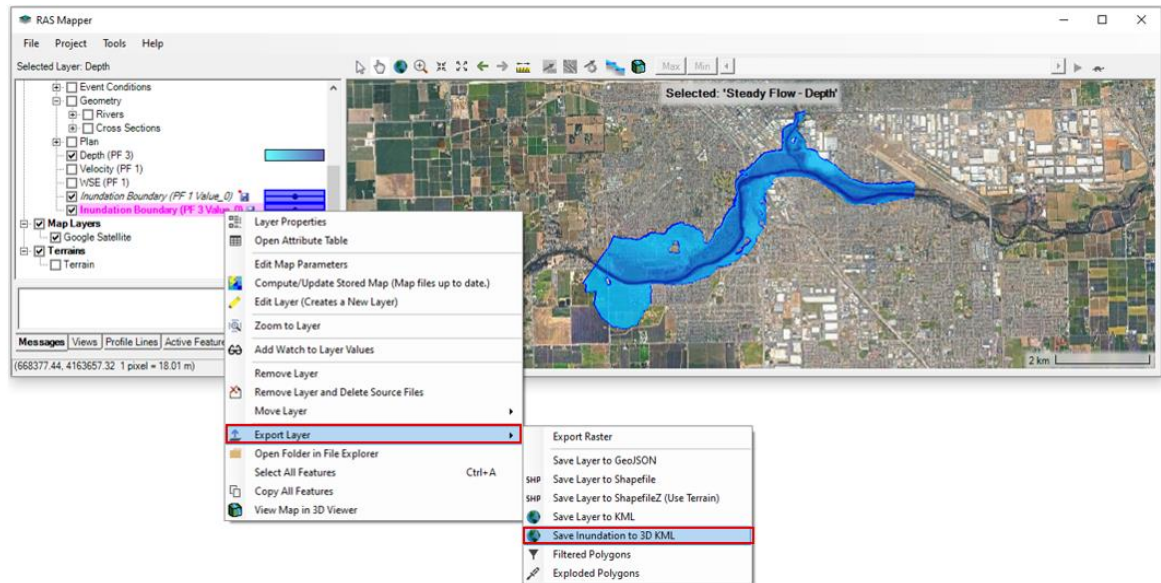 RAS Mapper
File Project Tools Help
Selected Layer: Depth
Max Min
Event Conditions
Geometry
Rivers
Cross Sections
Plan
Depth (PF 3)
Velocity (PF 1)
WSE (PF 1)
Inundation Boundary (PF 1 Value_0)
Inundation Boundary (PF 3 Value_0)
Map Layers
Google Satellite
Terrains
Terrain
Messages Views Profile Lines Active Feature
(668377.44, 4163657.32 1 pixel = 18.01 m)
Selected: 'Steady Flow - Depth'
2 km
Layer Properties
Open Attribute Table
Edit Map Parameters
Compute/Update Stored Map (Map files up to date.)
Edit Layer (Creates a New Layer)
Zoom to Layer
Add Watch to Layer Values
Remove Layer
Remove Layer and Delete Source Files
Move Layer
Export Layer
Open Folder in File Explorer
Select All Features Ctrl+A
Copy All Features
View Map in 3D Viewer
Export Raster
Save Layer to GeoJSON
SHP Save Layer to Shapefile
SHP Save Layer to ShapefileZ (Use Terrain)
Save Layer to KML
Save Inundation to 3D KML
Filtered Polygons
Exploded Polygons